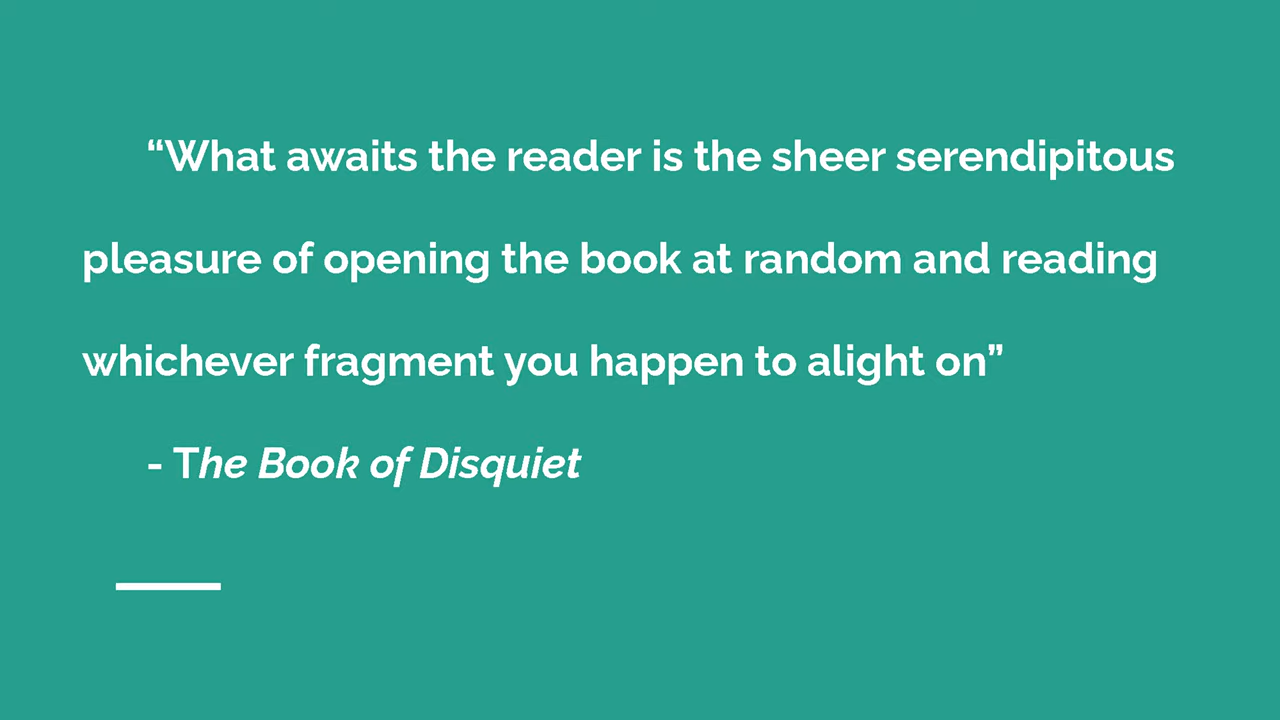 “What awaits the reader is the sheer serendipitous
pleasure of opening the book at random and reading
whichever fragment you happen to alight on”
- The Book of Disquiet